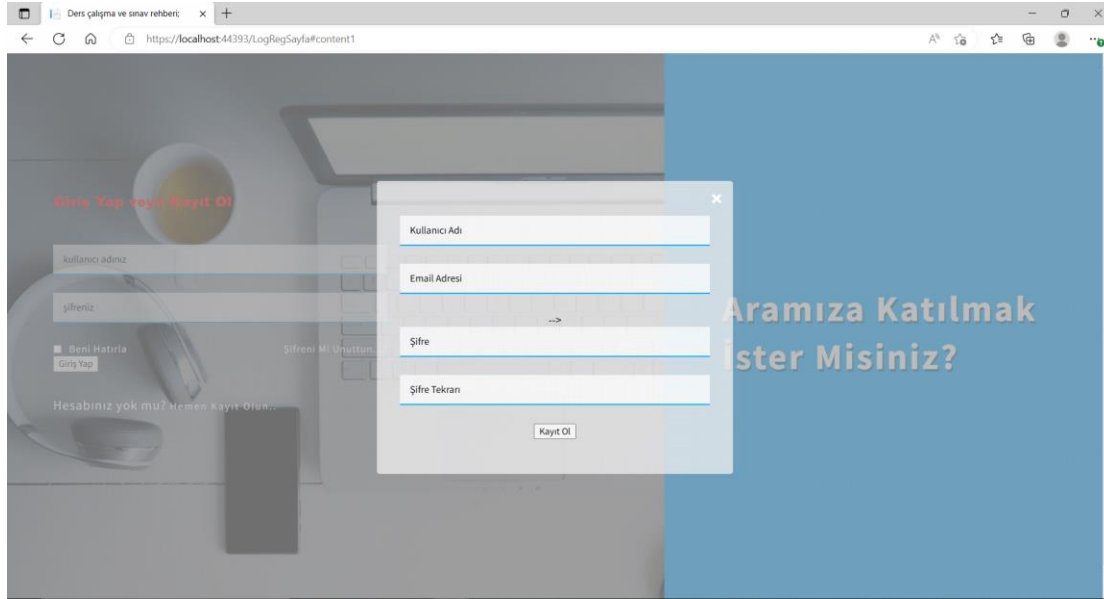 Ders çalışma ve sınav rehberi;
https://localhost:44393/LogRegSayfa#content1
Giriş Yap veya Kayıt Ol
kullanıcı adınız
şifreniz
Beni Hatırla
Şifreni Mi Unuttun.
Giriş Yap
Hesabınız yok mu? Hemen Kayıt Olun..
Kullanıcı Adı
Email Adresi
-->
Şifre
Şifre Tekrarı
Kayıt Ol
Aramıza Katılmak
ister Misiniz?